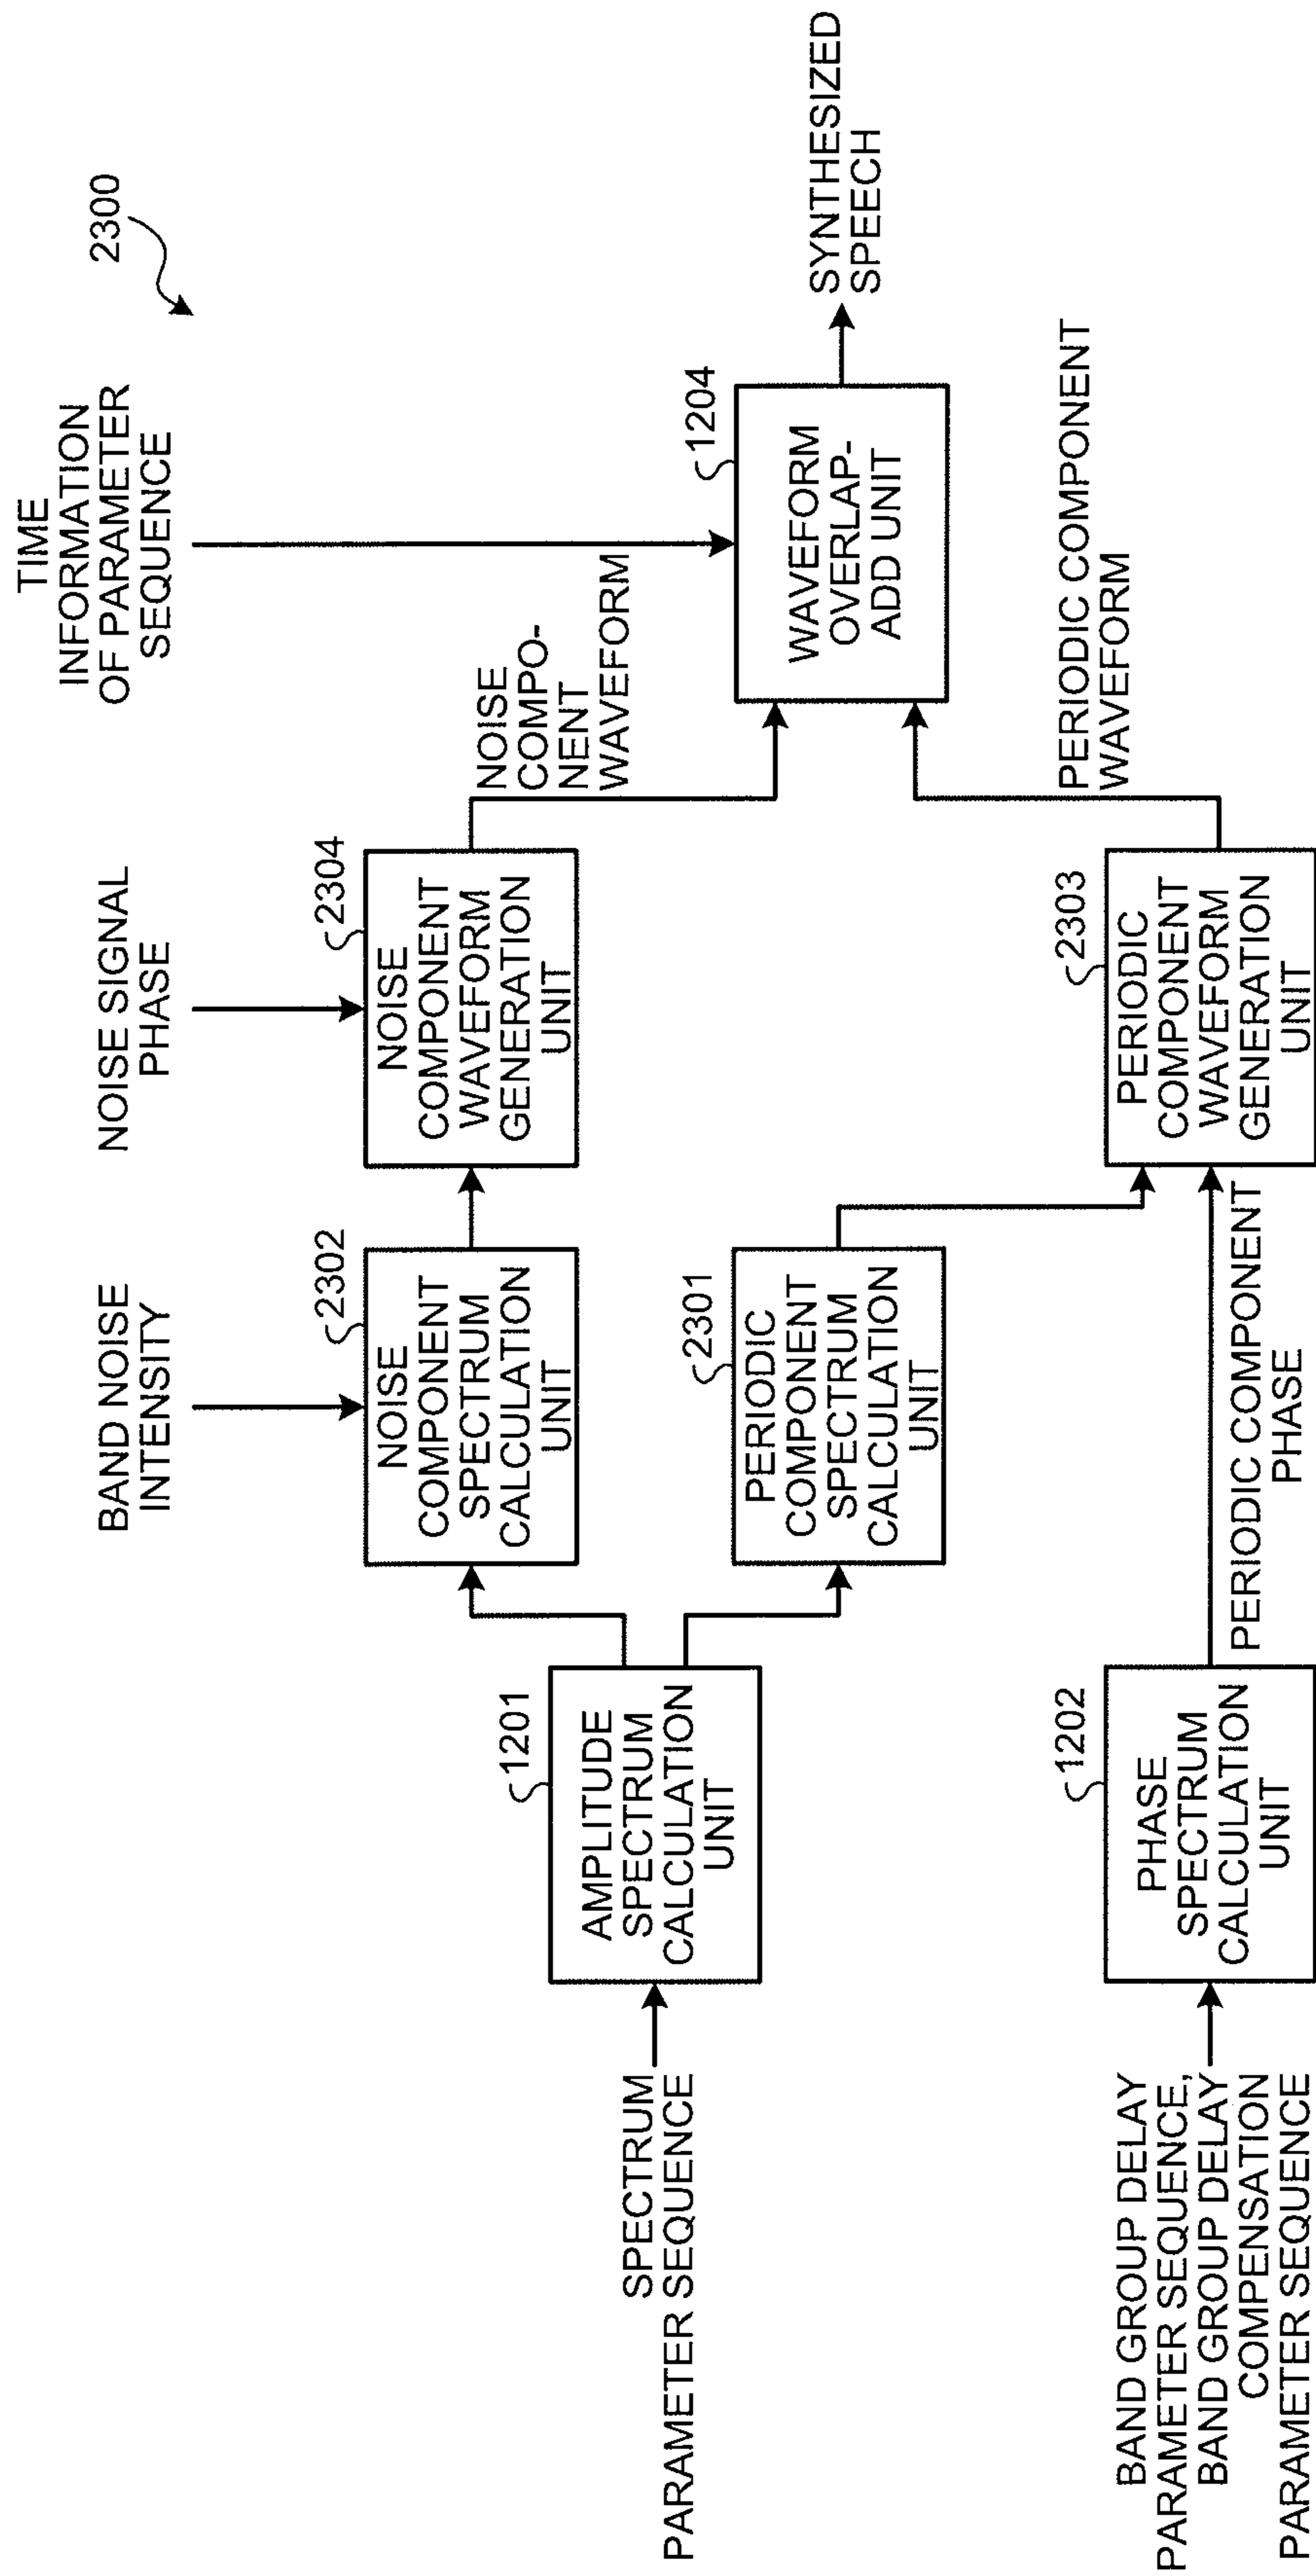 2300
TIME
INFORMATION
OF PARAMETER
SEQUENCE
NOISE SIGNAL
PHASE
BAND NOISE
INTENSITY
2304
NOISE
COMPONENT
WAVEFORM
GENERATION
UNIT
2302
NOISE
COMPONENT
SPECTRUM
CALCULATION
UNIT
NOISE
COMPO-
NENT
WAVEFORM
1201
AMPLITUDE
SPECTRUM
CALCULATION
UNIT
SPECTRUM
PARAMETER SEQUENCE
2301
PERIODIC
COMPONENT
SPECTRUM
CALCULATION
UNIT
1204
WAVEFORM
OVERLAP-
ADD UNIT
SYNTHESIZED
SPEECH
PERIODIC COMPONENT
WAVEFORM
2303
PERIODIC
COMPONENT
WAVEFORM
GENERATION
UNIT
PERIODIC COMPONENT
PHASE
1202
PHASE
SPECTRUM
CALCULATION
UNIT
BAND GROUP DELAY
PARAMETER SEQUENCE,
BAND GROUP DELAY
COMPENSATION
PARAMETER SEQUENCE